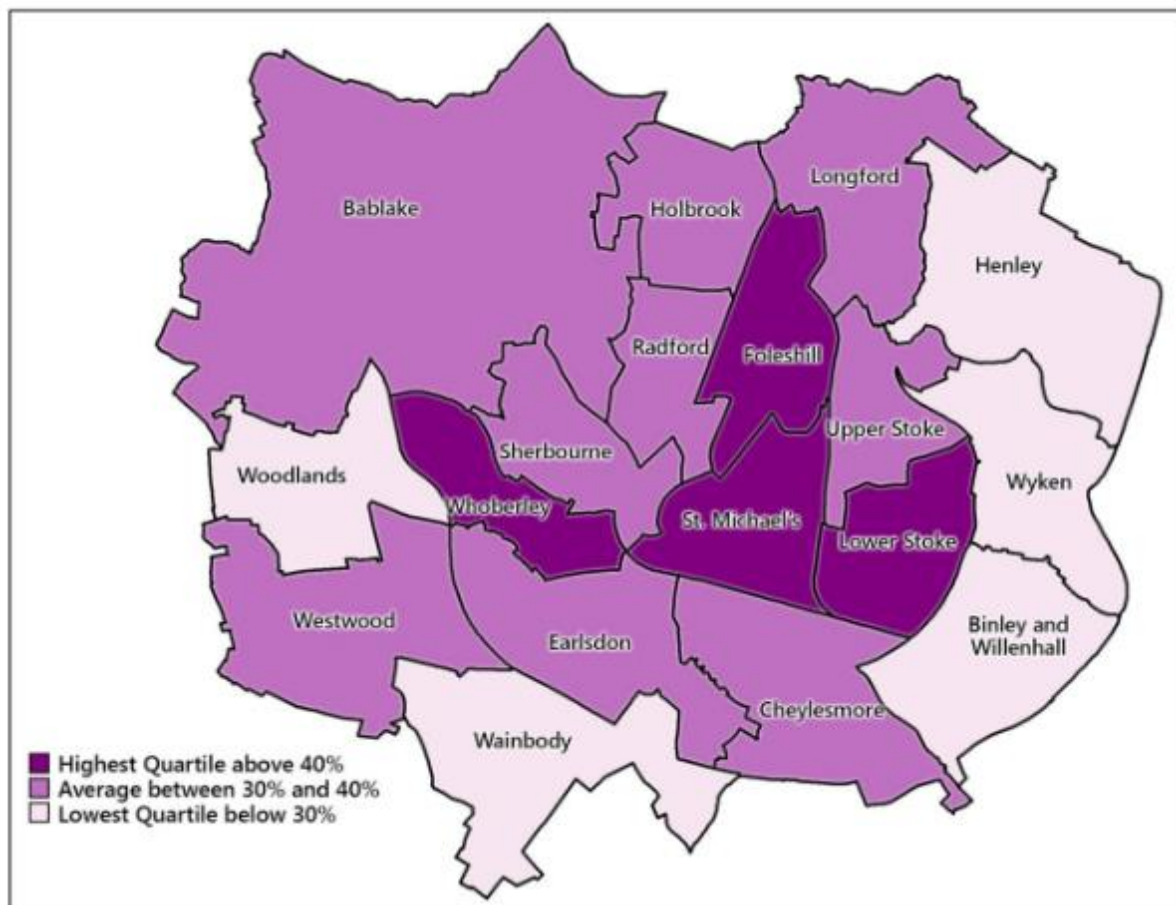 Bablake
Holbrook
Longford
Henley
Radford
Foleshill
Upper Stoke
Sherbourne
Woodlands
Wyken
Whoberley
St. Michael's
Lower Stoke
Westwood
Earlsdon
Binley and
Willenhall
Cheylesmore
Wainbody
Highest Quartile above 40%
Average between 30% and 40%
Lowest Quartile below 30%